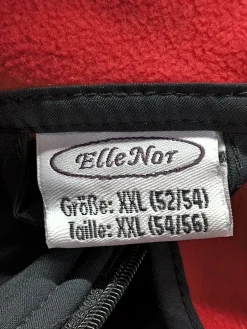 ElleNor
Größe: XXL (52/54)
Taille: XXL (54/56)